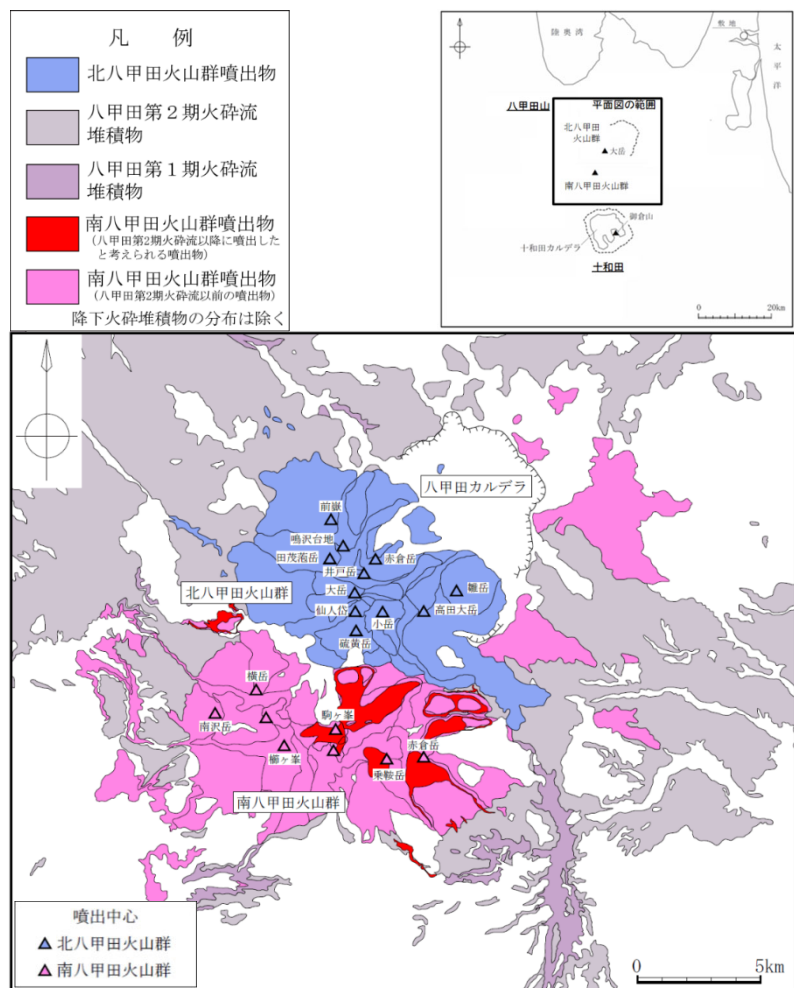 凡　例
北八甲田火山群噴出物
八甲田第２期火砕流
堆積物
八甲田第１期火砕流
堆積物
南八甲田火山群噴出物
（八甲田第2期火砕流以降に噴出した
と考えられる噴出物）
南八甲田火山群噴出物
（八甲田第2期火砕流以前の噴出物）
降下火砕堆積物の分布は除く
陸奥湾
敷地
太平洋
八甲田山
平面図の範囲
北八甲田
火山群
大岳
南八甲田火山群
御倉山
十和田カルデラ
十和田
0
20km
八甲田カルデラ
前嶽
鳴沢台地
田茂萢岳
赤倉岳
井戸岳
雛岳
北八甲田火山群
大岳
仙人岱
小岳
高田大岳
硫黄岳
横岳
南沢岳
駒ヶ峯
櫛ヶ峯
赤倉岳
乗鞍岳
南八甲田火山群
噴出中心
北八甲田火山群
南八甲田火山群
0
5km